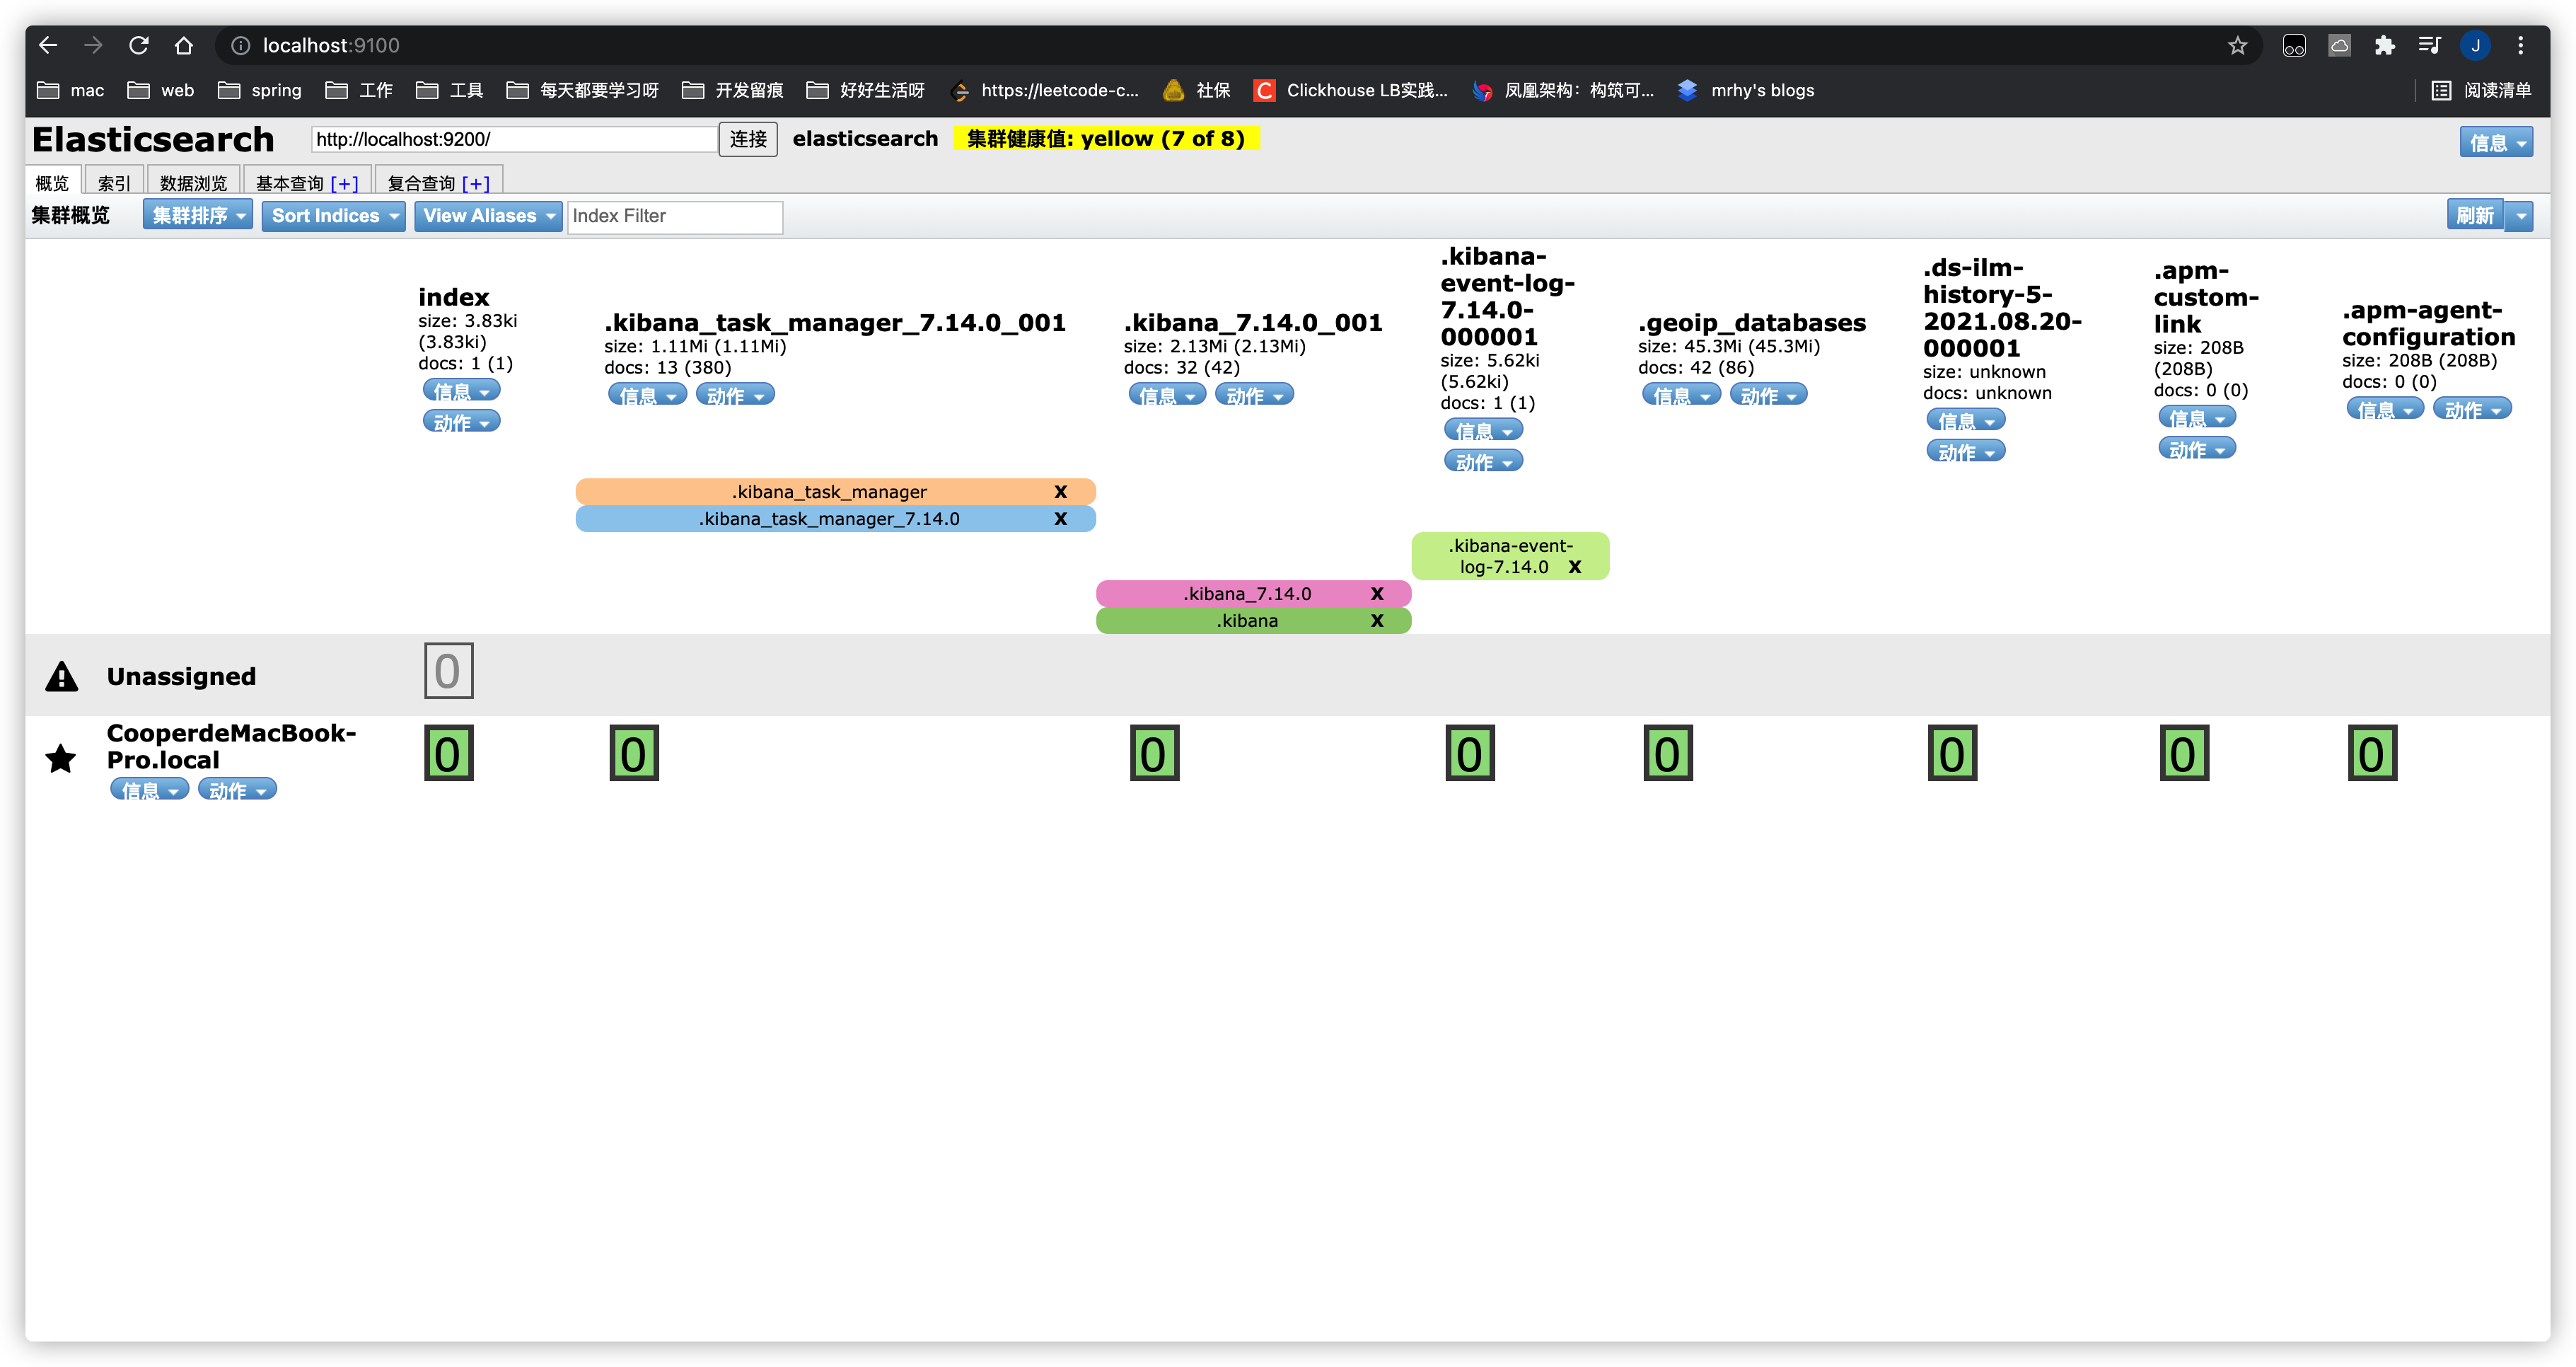 localhost:9100
mac web spring 工作 工具 每天都要学习呀 开发留痕 好好生活呀 https://leetcode-c... 社保 Clickhouse LB实践... 凤凰架构：构筑可... mrhy's blogs 阅读清单
Elasticsearch http://localhost:9200/ 连接 elasticsearch 集群健康值: yellow (7 of 8) 信息
概览 索引 数据浏览 基本查询 [+] 复合查询 [+]
集群概览 集群排序 Sort Indices View Aliases Index Filter 刷新
index
size: 3.83ki
(3.83ki)
docs: 1 (1)
信息
动作
.kibana_task_manager_7.14.0_001
size: 1.11Mi (1.11Mi)
docs: 13 (380)
信息 动作
.kibana_7.14.0_001
size: 2.13Mi (2.13Mi)
docs: 32 (42)
信息 动作
.kibana-
event-log-
7.14.0-
000001
size: 5.62ki
(5.62ki)
docs: 1 (1)
信息
动作
.geoip_databases
size: 45.3Mi (45.3Mi)
docs: 42 (86)
信息 动作
.ds-ilm-
history-5-
2021.08.20-
000001
size: unknown
docs: unknown
信息
动作
.apm-
custom-
link
size: 208B
(208B)
docs: 0 (0)
信息
动作
.apm-agent-
configuration
size: 208B (208B)
docs: 0 (0)
信息 动作
.kibana_task_manager X
.kibana_task_manager_7.14.0 X
.kibana-event-
log-7.14.0 X
.kibana_7.14.0 X
.kibana X
Unassigned 0
CooperdeMacBook-
Pro.local
信息 动作
0 0 0 0 0 0 0 0
J
C